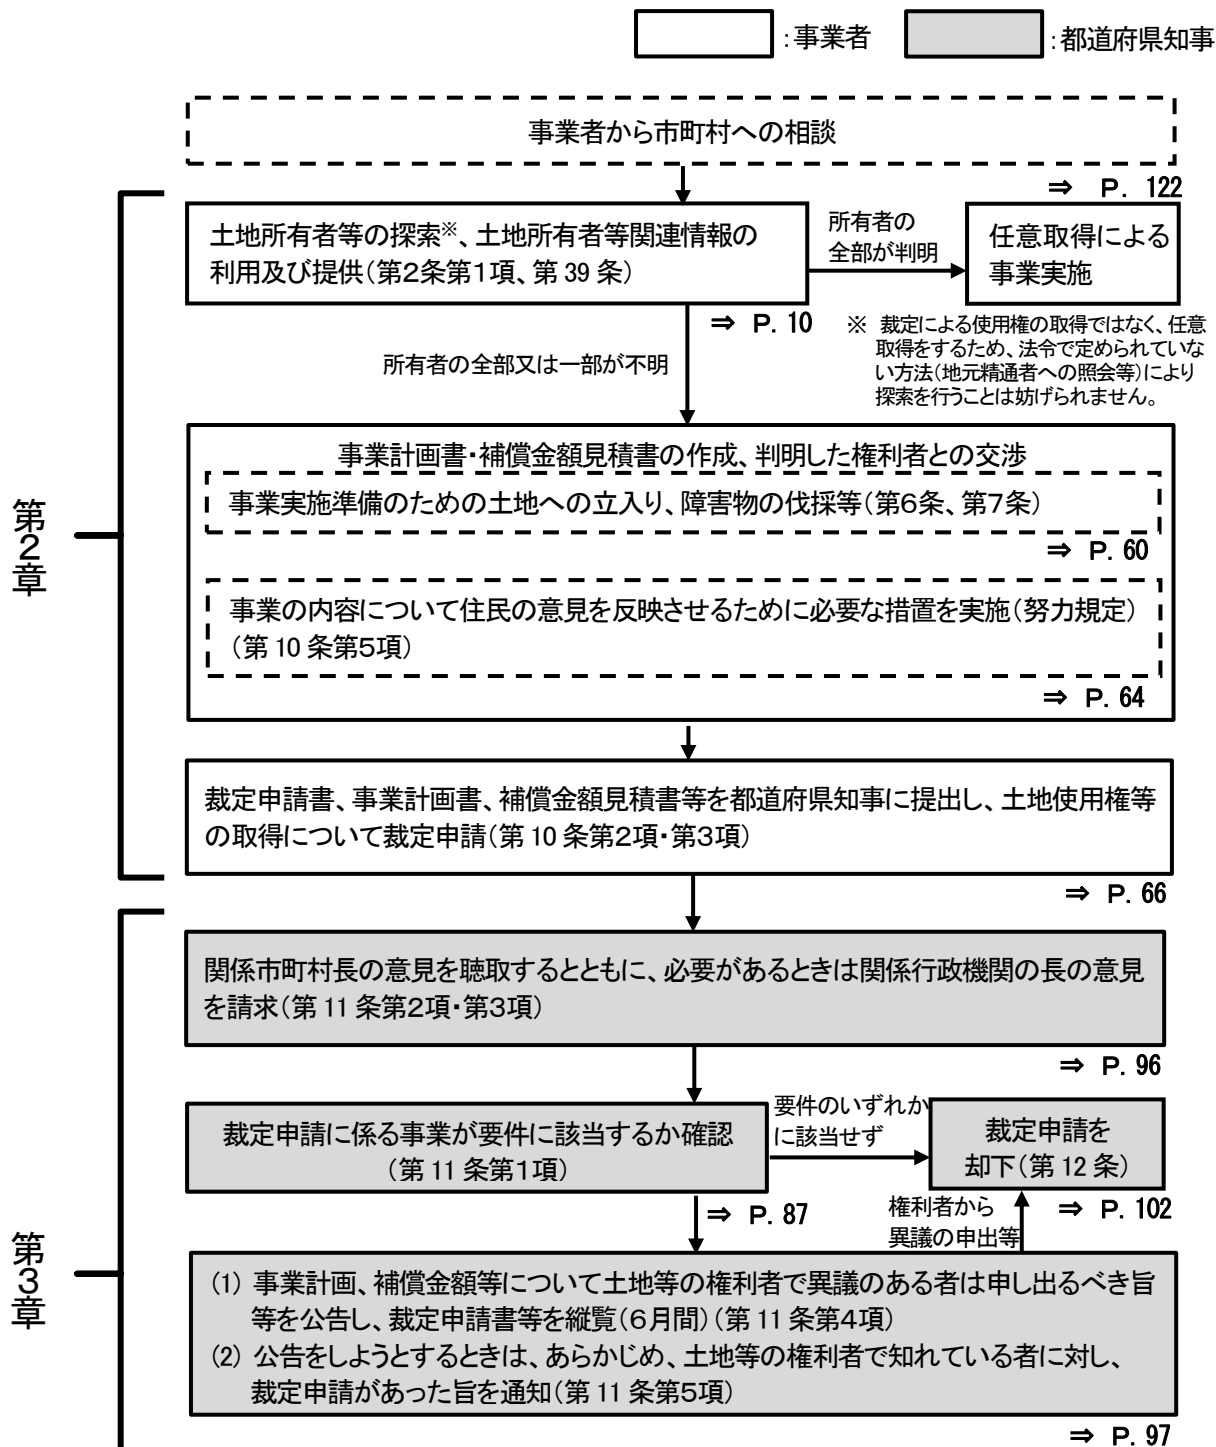 :事業者
:都道府県知事
事業者から市町村への相談
⇒ P. 122
土地所有者等の探索※、土地所有者等関連情報の
利用及び提供(第2条第1項、第 39 条)
所有者の
全部が判明
任意取得による
事業実施
⇒ P. 10
※ 裁定による使用権の取得ではなく、任意
取得をするため、法令で定められていな
い方法(地元精通者への照会等)により
探索を行うことは妨げられません。
所有者の全部又は一部が不明
第2章
事業計画書・補償金額見積書の作成、判明した権利者との交渉
事業実施準備のための土地への立入り、障害物の伐採等(第6条、第7条)
⇒ P. 60
事業の内容について住民の意見を反映させるために必要な措置を実施(努力規定)
(第 10 条第5項)
⇒ P. 64
裁定申請書、事業計画書、補償金額見積書等を都道府県知事に提出し、土地使用権等
の取得について裁定申請(第 10 条第2項・第3項)
⇒ P. 66
第3章
関係市町村長の意見を聴取するとともに、必要があるときは関係行政機関の長の意見
を請求(第 11 条第2項・第3項)
⇒ P. 96
裁定申請に係る事業が要件に該当するか確認
(第 11 条第1項)
要件のいずれか
に該当せず
裁定申請を
却下(第 12 条)
⇒ P. 87
権利者から
異議の申出等
⇒ P. 102
(1) 事業計画、補償金額等について土地等の権利者で異議のある者は申し出るべき旨
等を公告し、裁定申請書等を縦覧(6月間)(第 11 条第4項)
(2) 公告をしようとするときは、あらかじめ、土地等の権利者で知れている者に対し、
裁定申請があった旨を通知(第 11 条第5項)
⇒ P. 97